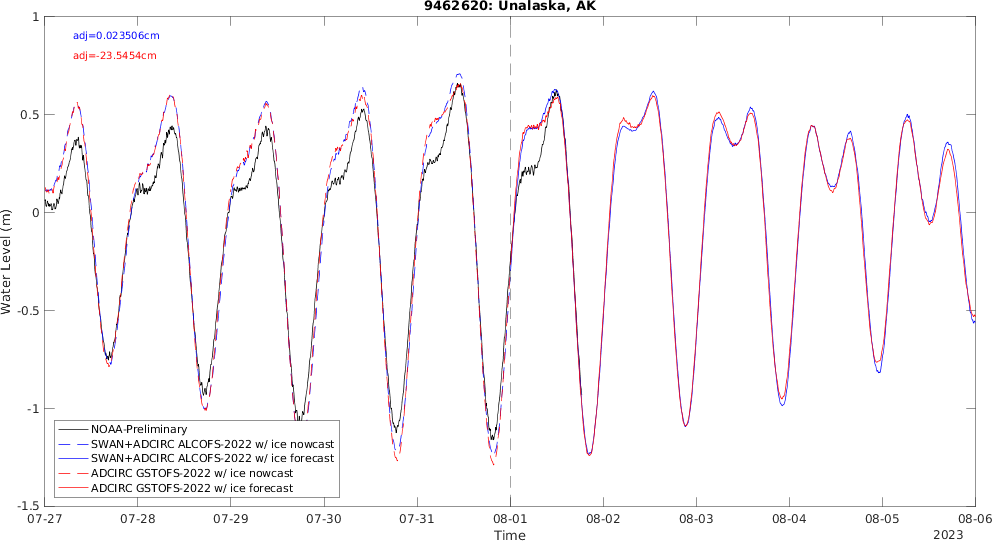 9462620: Unalaska, AK
adj=0.023506cm
adj=-23.5454cm
Water Level (m)
1
0.5
0
-0.5
-1
-1.5
NOAA-Preliminary
SWAN+ADCIRC ALCOFS-2022 w/ ice nowcast
SWAN+ADCIRC ALCOFS-2022 w/ ice forecast
ADCIRC GSTOFS-2022 w/ ice nowcast
ADCIRC GSTOFS-2022 w/ ice forecast
07-27 07-28 07-29 07-30 07-31 08-01 08-02 08-03 08-04 08-05 08-06
Time
2023